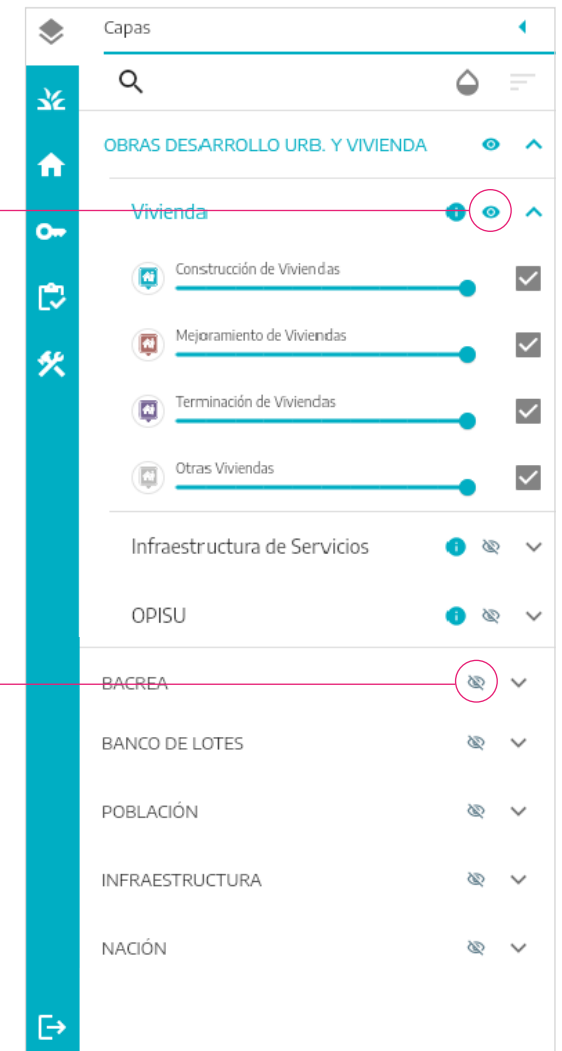 Capas
OBRAS DESARROLLO URB. Y VIVIENDA
Vivienda
Construcción de Viviendas
Mejoramiento de Viviendas
Terminación de Viviendas
Otras Viviendas
Infraestructura de Servicios
OPISU
BACREA
BANCO DE LOTES
POBLACIÓN
INFRAESTRUCTURA
NACIÓN